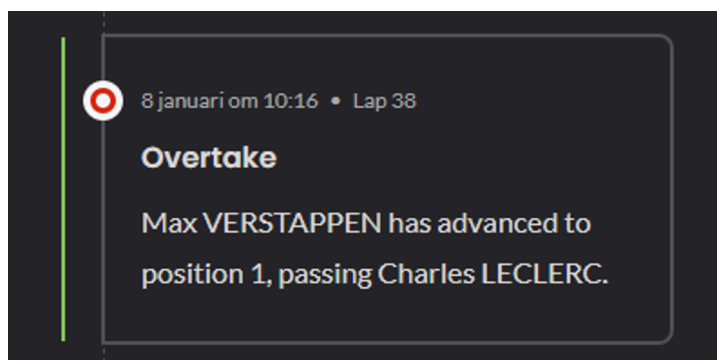 8 januari om 10:16 • Lap 38
Overtake
Max VERSTAPPEN has advanced to
position 1, passing Charles LECLERC.